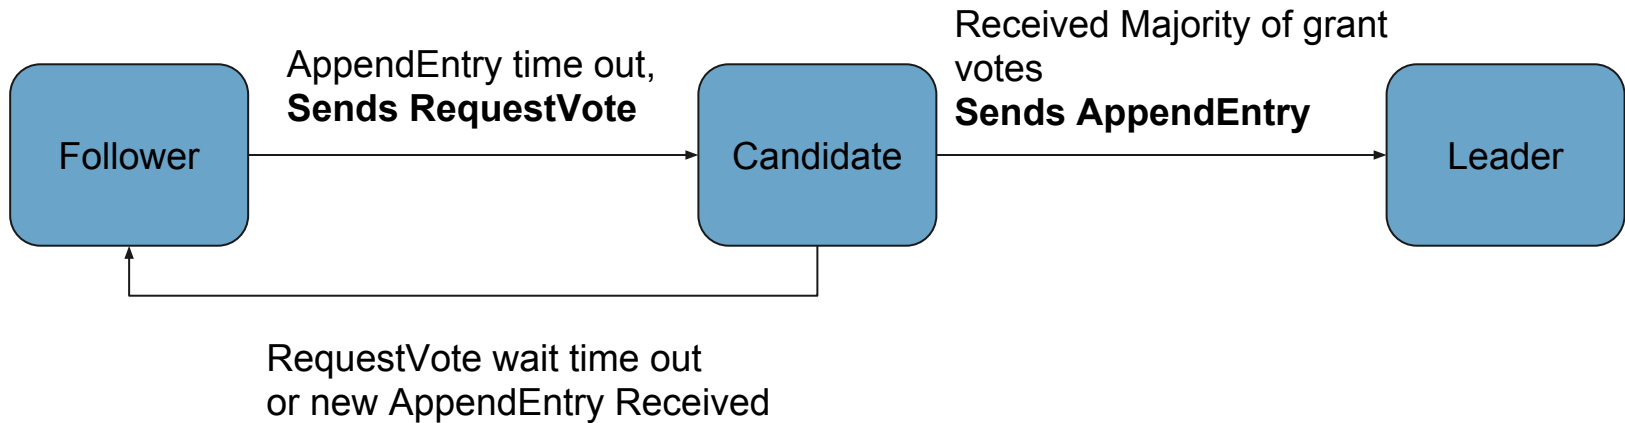 Received Majority of grant
votes
Sends AppendEntry
AppendEntry time out,
Sends RequestVote
Follower
Candidate
Leader
RequestVote wait time out
or new AppendEntry Received